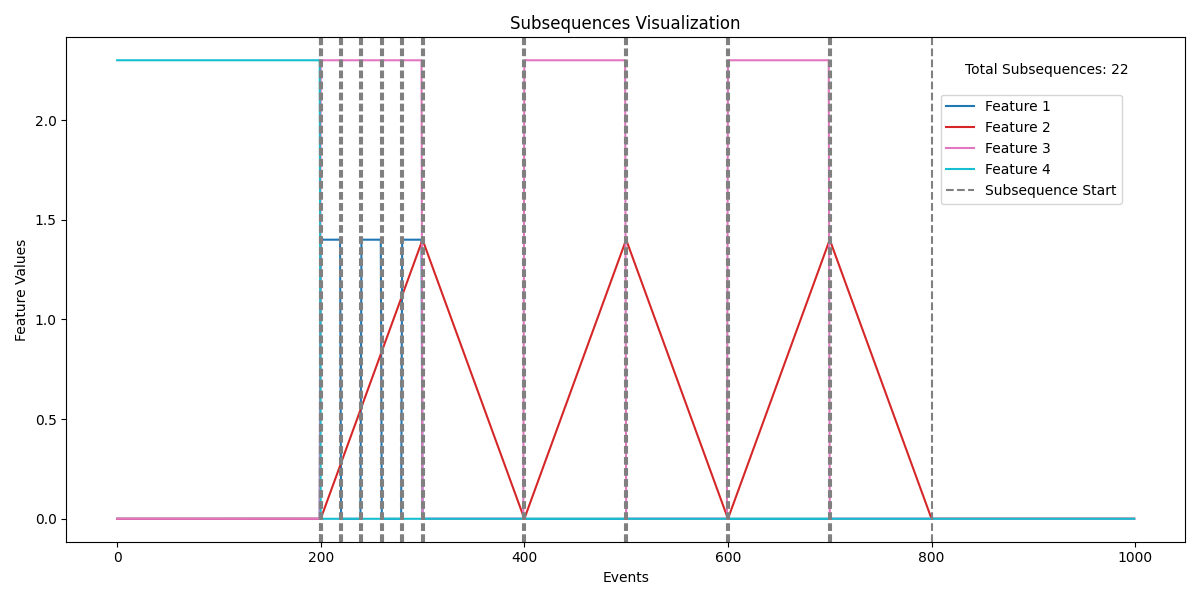 Subsequences Visualization
Total Subsequences: 22
Feature 1
Feature 2
Feature 3
Feature 4
Subsequence Start
Feature Values
2.0
1.5
1.0
0.5
0.0
0
200
400
600
800
1000
Events